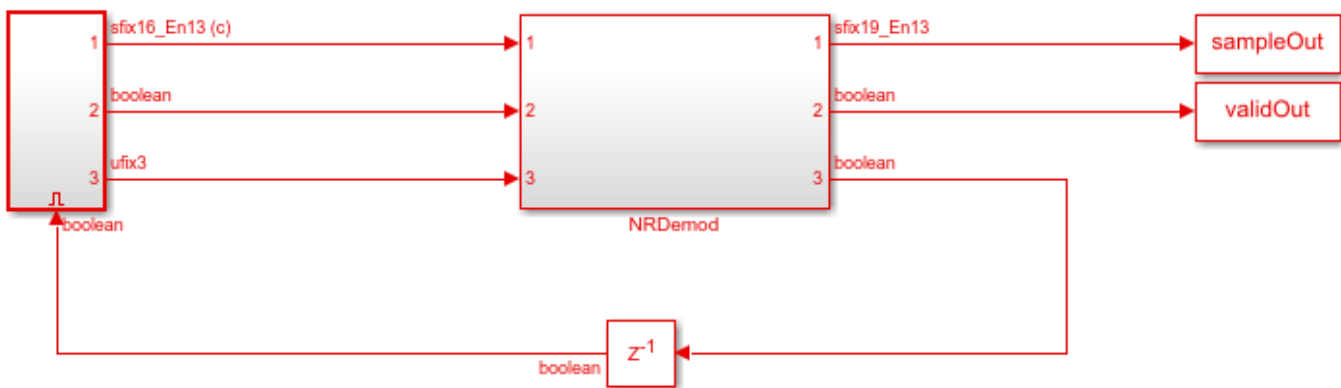 sfix16_En13 (c)
sfix19_En13
1
1
1
sampleOut
boolean
boolean
2
2
2
validOut
ufix3
boolean
3
3
3
boolean
NRDemod
z-1
boolean